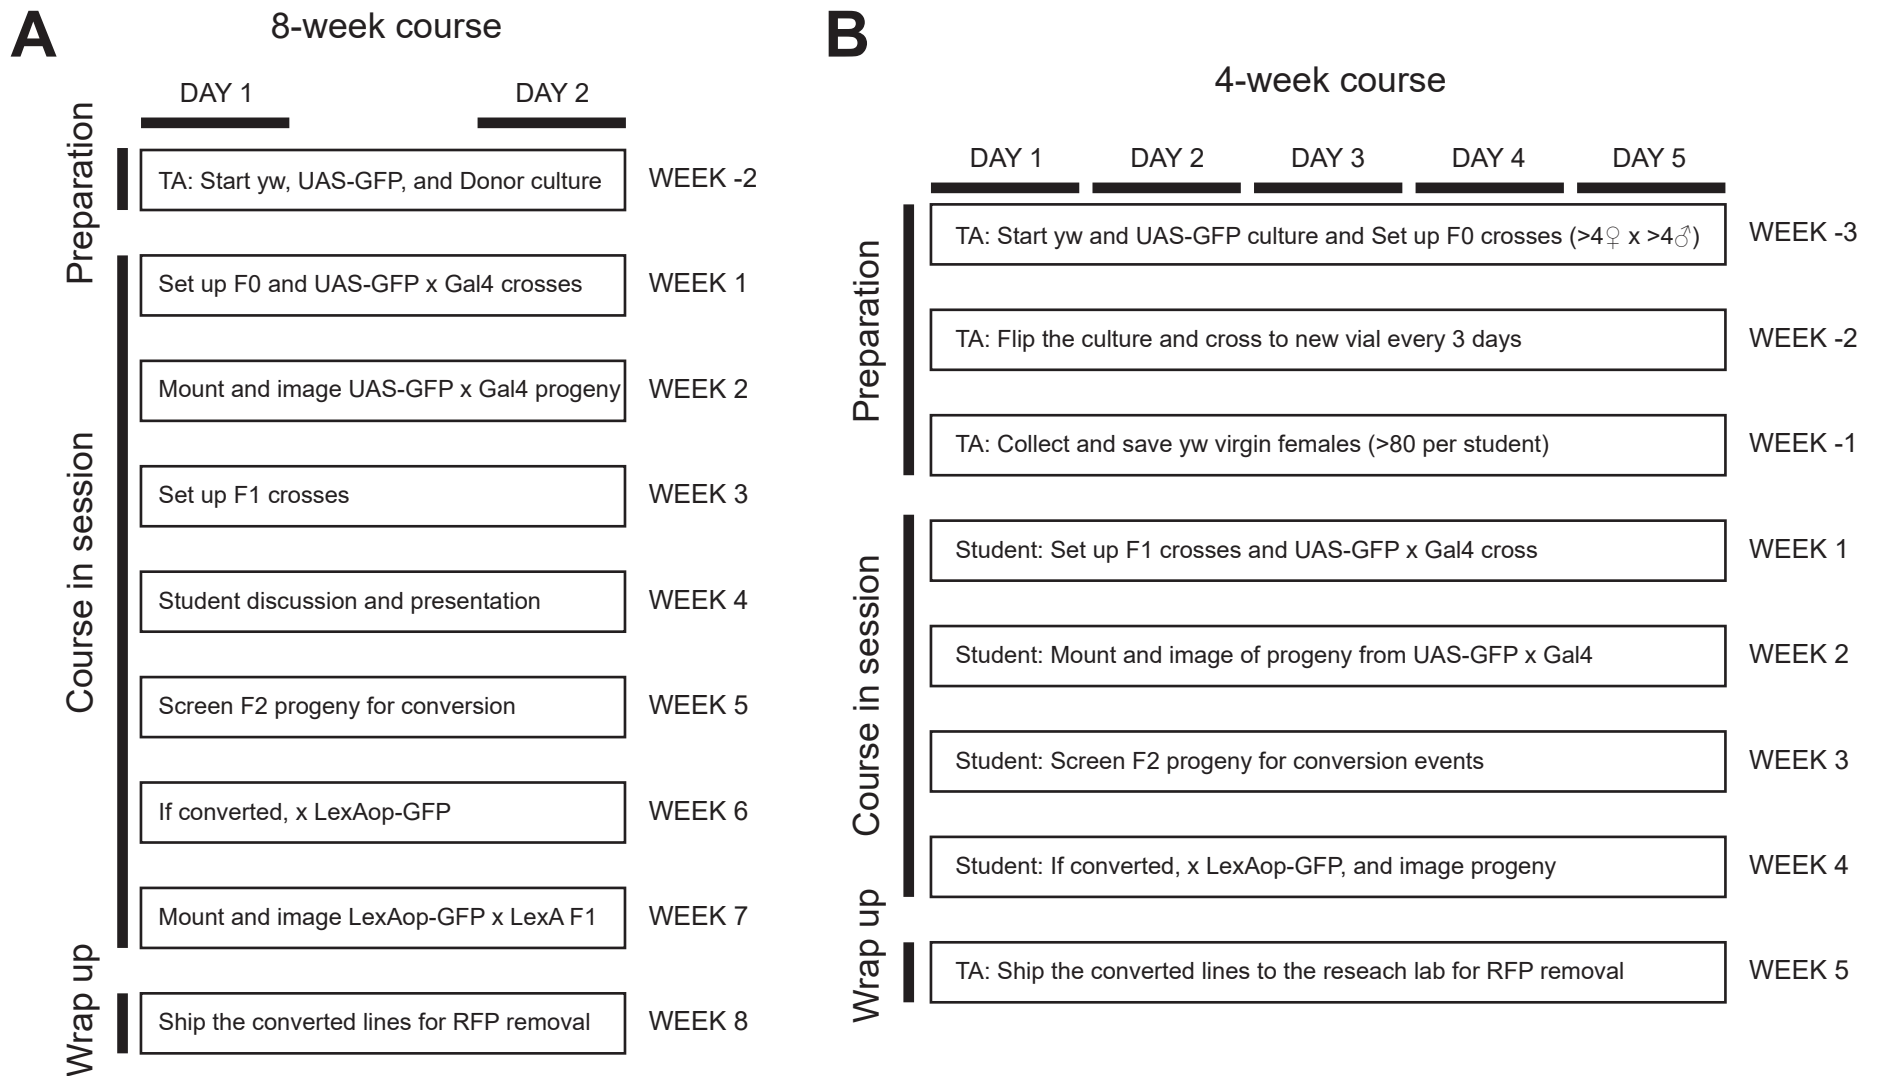 A
8-week course
DAY 1
DAY 2
Preparation
TA: Start yw, UAS-GFP, and Donor culture
WEEK -2
Course in session
Set up F0 and UAS-GFP x Gal4 crosses
WEEK 1
Mount and image UAS-GFP x Gal4 progeny
WEEK 2
Set up F1 crosses
WEEK 3
Student discussion and presentation
WEEK 4
Screen F2 progeny for conversion
WEEK 5
If converted, x LexAop-GFP
WEEK 6
Mount and image LexAop-GFP x LexA F1
WEEK 7
Wrap up
Ship the converted lines for RFP removal
WEEK 8
B
4-week course
DAY 1
DAY 2
DAY 3
DAY 4
DAY 5
Preparation
TA: Start yw and UAS-GFP culture and Set up F0 crosses (>4♀ x >4♂)
WEEK -3
TA: Flip the culture and cross to new vial every 3 days
WEEK -2
TA: Collect and save yw virgin females (>80 per student)
WEEK -1
Course in session
Student: Set up F1 crosses and UAS-GFP x Gal4 cross
WEEK 1
Student: Mount and image of progeny from UAS-GFP x Gal4
WEEK 2
Student: Screen F2 progeny for conversion events
WEEK 3
Student: If converted, x LexAop-GFP, and image progeny
WEEK 4
Wrap up
TA: Ship the converted lines to the reseach lab for RFP removal
WEEK 5